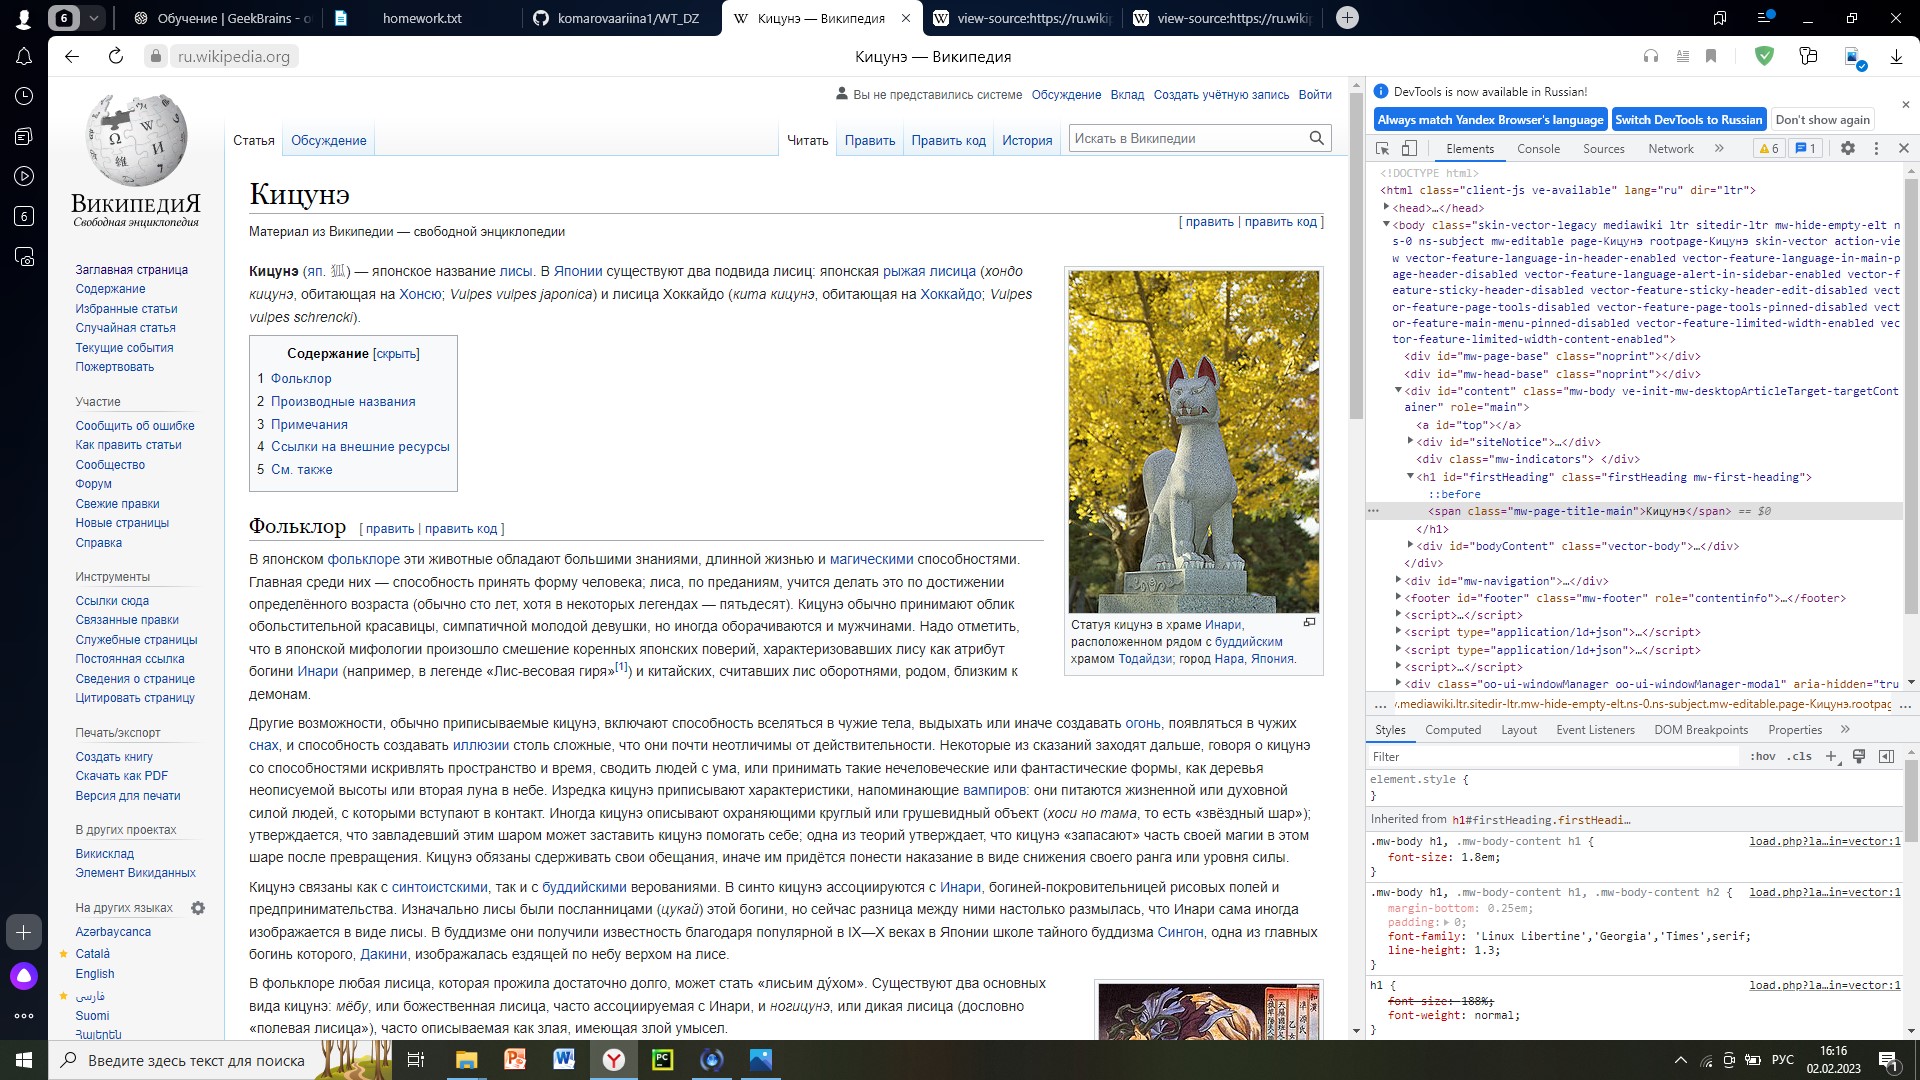 6
Обучение | GeekBrains - о
homework.txt
komarovaariina1/WT_DZ
Кицунэ — Википедия
view-source:https://ru.wikip
view-source:https://ru.wikip
ru.wikipedia.org
Кицунэ — Википедия
6
ВикипедиЯ
Свободная энциклопедия
Заглавная страница
Содержание
Избранные статьи
Случайная статья
Текущие события
Пожертвовать
Участие
Сообщить об ошибке
Как править статьи
Сообщество
Форум
Свежие правки
Новые страницы
Справка
Инструменты
Ссылки сюда
Связанные правки
Служебные страницы
Постоянная ссылка
Сведения о странице
Цитировать страницу
Печать/экспорт
Создать книгу
Скачать как PDF
Версия для печати
В других проектах
Викисклад
Элемент Викиданных
На других языках
Azərbaycanca
Català
English
فارسی
Suomi
Հայերեն
Вы не представились системе Обсуждение Вклад Создать учётную запись Войти
Статья Обсуждение
Читать Править Править код История
Искать в Википедии
Кицунэ
[ править | править код ]
Материал из Википедии — свободной энциклопедии
Кицунэ (яп. 狐) — японское название лисы. В Японии существуют два подвида лисиц: японская рыжая лисица (хондо
кицунэ, обитающая на Хонсю; Vulpes vulpes japonica) и лисица Хоккайдо (кита кицунэ, обитающая на Хоккайдо; Vulpes
vulpes schrencki).
Содержание [скрыть]
1 Фольклор
2 Производные названия
3 Примечания
4 Ссылки на внешние ресурсы
5 См. также
Статуя кицунэ в храме Инари,
расположенном рядом с буддийским
храмом Тодайдзи; город Нара, Япония.
Фольклор [ править | править код ]
В японском фольклоре эти животные обладают большими знаниями, длинной жизнью и магическими способностями.
Главная среди них — способность принять форму человека; лиса, по преданиям, учится делать это по достижении
определённого возраста (обычно сто лет, хотя в некоторых легендах — пятьдесят). Кицунэ обычно принимают облик
обольстительной красавицы, симпатичной молодой девушки, но иногда оборачиваются и мужчинами. Надо отметить,
что в японской мифологии произошло смешение коренных японских поверий, характеризовавших лису как атрибут
богини Инари (например, в легенде «Лис-весовая гиря»[1]) и китайских, считавших лис оборотнями, родом, близким к
демонам.
Другие возможности, обычно приписываемые кицунэ, включают способность вселяться в чужие тела, выдыхать или иначе создавать огонь, появляться в чужих
снах, и способность создавать иллюзии столь сложные, что они почти неотличимы от действительности. Некоторые из сказаний заходят дальше, говоря о кицунэ
со способностями искривлять пространство и время, сводить людей с ума, или принимать такие нечеловеческие или фантастические формы, как деревья
неописуемой высоты или вторая луна в небе. Изредка кицунэ приписывают характеристики, напоминающие вампиров: они питаются жизненной или духовной
силой людей, с которыми вступают в контакт. Иногда кицунэ описывают охраняющими круглый или грушевидный объект (хоси но тама, то есть «звёздный шар»);
утверждается, что завладевший этим шаром может заставить кицунэ помогать себе; одна из теорий утверждает, что кицунэ «запасают» часть своей магии в этом
шаре после превращения. Кицунэ обязаны сдерживать свои обещания, иначе им придётся понести наказание в виде снижения своего ранга или уровня силы.
Кицунэ связаны как с синтоистскими, так и с буддийскими верованиями. В синто кицунэ ассоциируются с Инари, богиней-покровительницей рисовых полей и
предпринимательства. Изначально лисы были посланницами (цукай) этой богини, но сейчас разница между ними настолько размылась, что Инари сама иногда
изображается в виде лисы. В буддизме они получили известность благодаря популярной в IX—X веках в Японии школе тайного буддизма Сингон, одна из главных
богинь которого, Дакини, изображалась ездящей по небу верхом на лисе.
В фольклоре любая лисица, которая прожила достаточно долго, может стать «лисьим ду́хом». Существуют два основных
вида кицунэ: мёбу, или божественная лисица, часто ассоциируемая с Инари, и ногицунэ, или дикая лисица (дословно
«полевая лисица»), часто описываемая как злая, имеющая злой умысел.
DevTools is now available in Russian!
Always match Yandex Browser's language Switch DevTools to Russian Don't show again
Elements Console Sources Network » 6 1
<!DOCTYPE html>
<html class="client-js ve-available" lang="ru" dir="ltr">
<head>…</head>
<body class="skin-vector-legacy mediawiki ltr sitedir-ltr mw-hide-empty-elt n
s-0 ns-subject mw-editable page-Кицунэ rootpage-Кицунэ skin-vector action-vie
w vector-feature-language-in-header-enabled vector-feature-language-in-main-p
age-header-disabled vector-feature-language-alert-in-sidebar-enabled vector-f
eature-sticky-header-disabled vector-feature-sticky-header-edit-disabled vect
or-feature-page-tools-disabled vector-feature-page-tools-pinned-disabled vect
or-feature-main-menu-pinned-disabled vector-feature-limited-width-enabled vec
tor-feature-limited-width-content-enabled">
<div id="mw-page-base" class="noprint"></div>
<div id="mw-head-base" class="noprint"></div>
<div id="content" class="mw-body ve-init-mw-desktopArticleTarget-targetCont
ainer" role="main">
<a id="top"></a>
<div id="siteNotice">…</div>
<div class="mw-indicators"> </div>
<h1 id="firstHeading" class="firstHeading mw-first-heading">
::before
<span class="mw-page-title-main">Кицунэ</span> == $0
</h1>
<div id="bodyContent" class="vector-body">…</div>
</div>
<div id="mw-navigation">…</div>
<footer id="footer" class="mw-footer" role="contentinfo">…</footer>
<script>…</script>
<script type="application/ld+json">…</script>
<script type="application/ld+json">…</script>
<script>…</script>
<div class="oo-ui-windowManager oo-ui-windowManager-modal" aria-hidden="tru
… .mediawiki.ltr.sitedir-ltr.mw-hide-empty-elt.ns-0.ns-subject.mw-editable.page-Кицунэ.rootpag …
Styles Computed Layout Event Listeners DOM Breakpoints Properties »
Filter :hov .cls +
element.style {
}
Inherited from h1#firstHeading.firstHeadi…
.mw-body h1, .mw-body-content h1 { load.php?la…in=vector:1
font-size: 1.8em;
}
.mw-body h1, .mw-body-content h1, .mw-body-content h2 { load.php?la…in=vector:1
margin-bottom: 0.25em;
padding: 0;
font-family: 'Linux Libertine','Georgia','Times',serif;
line-height: 1.3;
}
h1 { load.php?la…in=vector:1
font-size: 188%;
font-weight: normal;
}
Введите здесь текст для поиска
РУС
16:16
02.02.2023
1